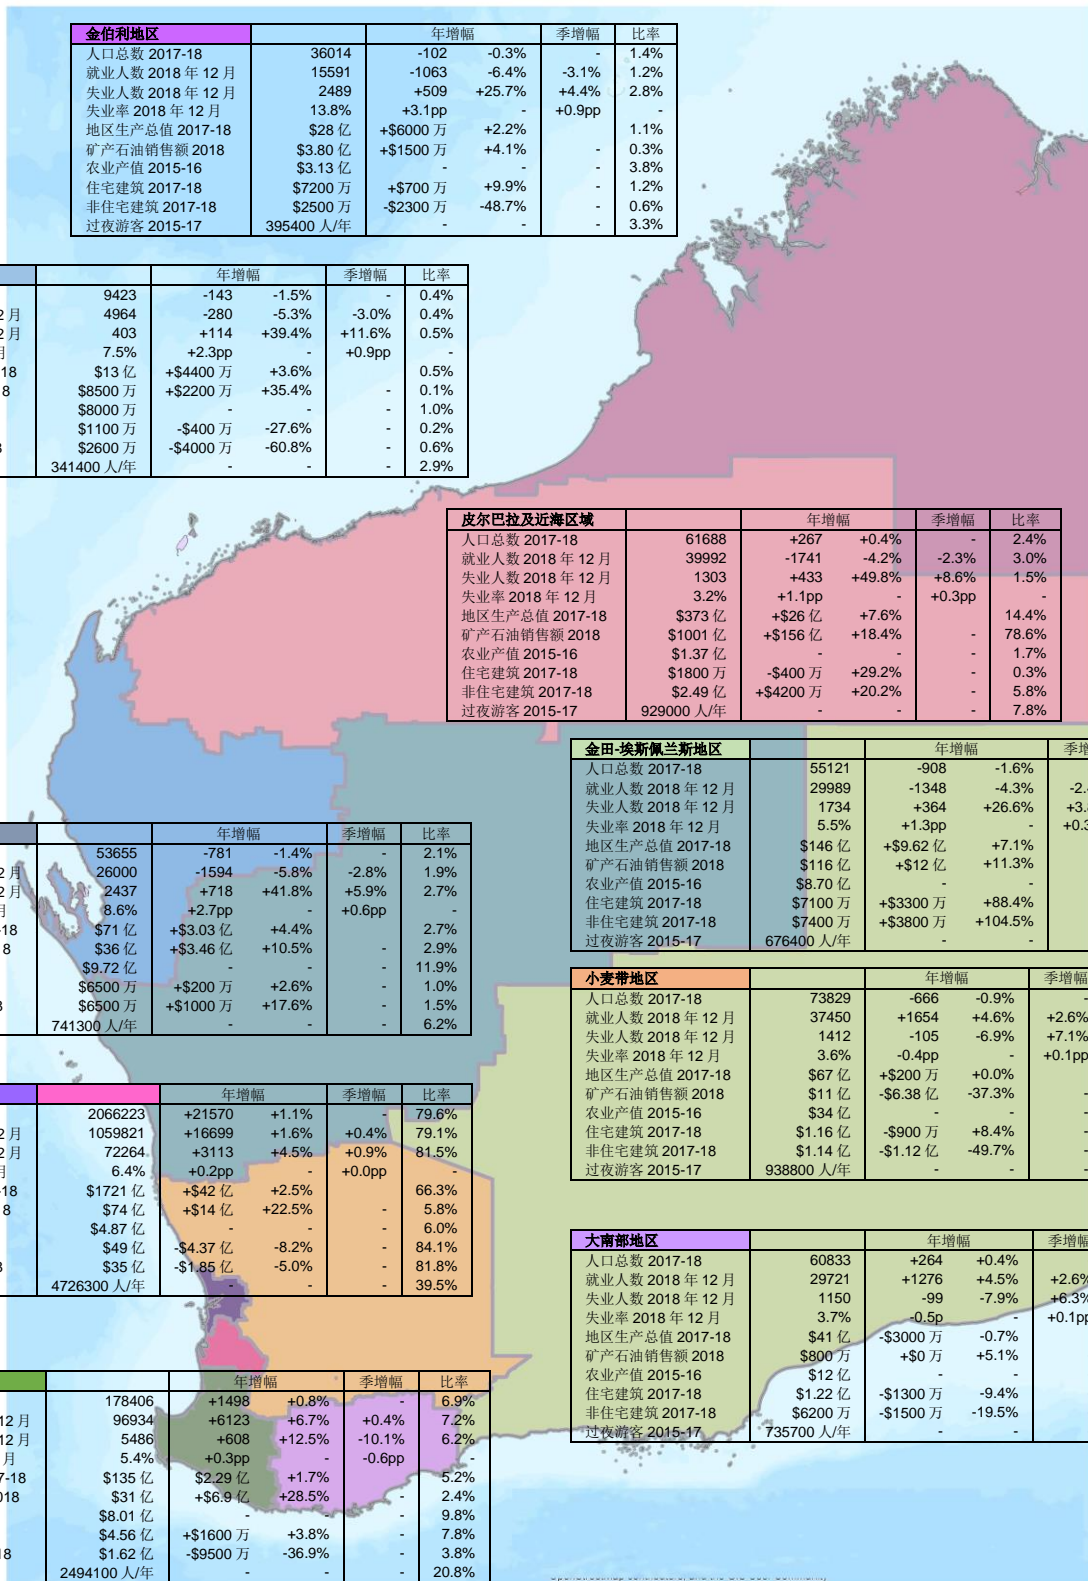 金伯利地区 年增幅 季增幅 比率
人口总数 2017-18 36014 -102 -0.3% - 1.4%
就业人数 2018 年 12 月 15591 -1063 -6.4% -3.1% 1.2%
失业人数 2018 年 12 月 2489 +509 +25.7% +4.4% 2.8%
失业率 2018 年 12 月 13.8% +3.1pp - +0.9pp -
地区生产总值 2017-18 $28 亿 +$6000 万 +2.2% 1.1%
矿产石油销售额 2018 $3.80 亿 +$1500 万 +4.1% - 0.3%
农业产值 2015-16 $3.13 亿 - - - 3.8%
住宅建筑 2017-18 $7200 万 +$700 万 +9.9% - 1.2%
非住宅建筑 2017-18 $2500 万 -$2300 万 -48.7% - 0.6%
过夜游客 2015-17 395400 人/年 - - - 3.3%
年增幅 季增幅 比率
9423 -143 -1.5% - 0.4%
2 月 4964 -280 -5.3% -3.0% 0.4%
2 月 403 +114 +39.4% +11.6% 0.5%
月 7.5% +2.3pp - +0.9pp -
18 $13 亿 +$4400 万 +3.6% 0.5%
8 $8500 万 +$2200 万 +35.4% - 0.1%
$8000 万 - - - 1.0%
$1100 万 -$400 万 -27.6% - 0.2%
$2600 万 -$4000 万 -60.8% - 0.6%
341400 人/年 - - - 2.9%
皮尔巴拉及近海区域 年增幅 季增幅 比率
人口总数 2017-18 61688 +267 +0.4% - 2.4%
就业人数 2018 年 12 月 39992 -1741 -4.2% -2.3% 3.0%
失业人数 2018 年 12 月 1303 +433 +49.8% +8.6% 1.5%
失业率 2018 年 12 月 3.2% +1.1pp - +0.3pp -
地区生产总值 2017-18 $373 亿 +$26 亿 +7.6% 14.4%
矿产石油销售额 2018 $1001 亿 +$156 亿 +18.4% - 78.6%
农业产值 2015-16 $1.37 亿 - - - 1.7%
住宅建筑 2017-18 $1800 万 -$400 万 +29.2% - 0.3%
非住宅建筑 2017-18 $2.49 亿 +$4200 万 +20.2% - 5.8%
过夜游客 2015-17 929000 人/年 - - - 7.8%
金田-埃斯佩兰斯地区 年增幅 季增
人口总数 2017-18 55121 -908 -1.6%
就业人数 2018 年 12 月 29989 -1348 -4.3% -2.
失业人数 2018 年 12 月 1734 +364 +26.6% +3.
失业率 2018 年 12 月 5.5% +1.3pp - +0.3
地区生产总值 2017-18 $146 亿 +$9.62 亿 +7.1%
矿产石油销售额 2018 $116 亿 +$12 亿 +11.3%
农业产值 2015-16 $8.70 亿 - -
住宅建筑 2017-18 $7100 万 +$3300 万 +88.4%
非住宅建筑 2017-18 $7400 万 +$3800 万 +104.5%
过夜游客 2015-17 676400 人/年 - -
年增幅 季增幅 比率
53655 -781 -1.4% - 2.1%
2 月 26000 -1594 -5.8% -2.8% 1.9%
2 月 2437 +718 +41.8% +5.9% 2.7%
月 8.6% +2.7pp - +0.6pp -
-18 $71 亿 +$3.03 亿 +4.4% 2.7%
8 $36 亿 +$3.46 亿 +10.5% - 2.9%
$9.72 亿 - - - 11.9%
$6500 万 +$200 万 +2.6% - 1.0%
$6500 万 +$1000 万 +17.6% - 1.5%
741300 人/年 - - - 6.2%
小麦带地区 年增幅 季增幅
人口总数 2017-18 73829 -666 -0.9% -
就业人数 2018 年 12 月 37450 +1654 +4.6% +2.6%
失业人数 2018 年 12 月 1412 -105 -6.9% +7.1%
失业率 2018 年 12 月 3.6% -0.4pp - +0.1pp
地区生产总值 2017-18 $67 亿 +$200 万 +0.0%
矿产石油销售额 2018 $11 亿 -$6.38 亿 -37.3% -
农业产值 2015-16 $34 亿 - - -
住宅建筑 2017-18 $1.16 亿 -$900 万 +8.4% -
非住宅建筑 2017-18 $1.14 亿 -$1.12 亿 -49.7% -
过夜游客 2015-17 938800 人/年 - - -
年增幅 季增幅 比率
2066223 +21570 +1.1% - 79.6%
2 月 1059821 +16699 +1.6% +0.4% 79.1%
2 月 72264 +3113 +4.5% +0.9% 81.5%
月 6.4% +0.2pp - +0.0pp -
-18 $1721 亿 +$42 亿 +2.5% 66.3%
8 $74 亿 +$14 亿 +22.5% - 5.8%
$4.87 亿 - - - 6.0%
$49 亿 -$4.37 亿 -8.2% - 84.1%
$35 亿 -$1.85 亿 -5.0% - 81.8%
4726300 人/年 - - - 39.5%
大南部地区 年增幅 季增幅
人口总数 2017-18 60833 +264 +0.4%
就业人数 2018 年 12 月 29721 +1276 +4.5% +2.6%
失业人数 2018 年 12 月 1150 -99 -7.9% +6.3%
失业率 2018 年 12 月 3.7% -0.5p - +0.1pp
地区生产总值 2017-18 $41 亿 -$3000 万 -0.7%
矿产石油销售额 2018 $800 万 +$0 万 +5.1%
农业产值 2015-16 $12 亿 - -
住宅建筑 2017-18 $1.22 亿 -$1300 万 -9.4%
非住宅建筑 2017-18 $6200 万 -$1500 万 -19.5%
过夜游客 2015-17 735700 人/年 - -
年增幅 季增幅 比率
178406 +1498 +0.8% - 6.9%
12 月 96934 +6123 +6.7% +0.4% 7.2%
12 月 5486 +608 +12.5% -10.1% 6.2%
月 5.4% +0.3pp - -0.6pp -
7-18 $135 亿 $2.29 亿 +1.7% 5.2%
018 $31 亿 +$6.9 亿 +28.5% - 2.4%
$8.01 亿 - - - 9.8%
$4.56 亿 +$1600 万 +3.8% - 7.8%
18 $1.62 亿 -$9500 万 -36.9% - 3.8%
2494100 人/年 - - - 20.8%